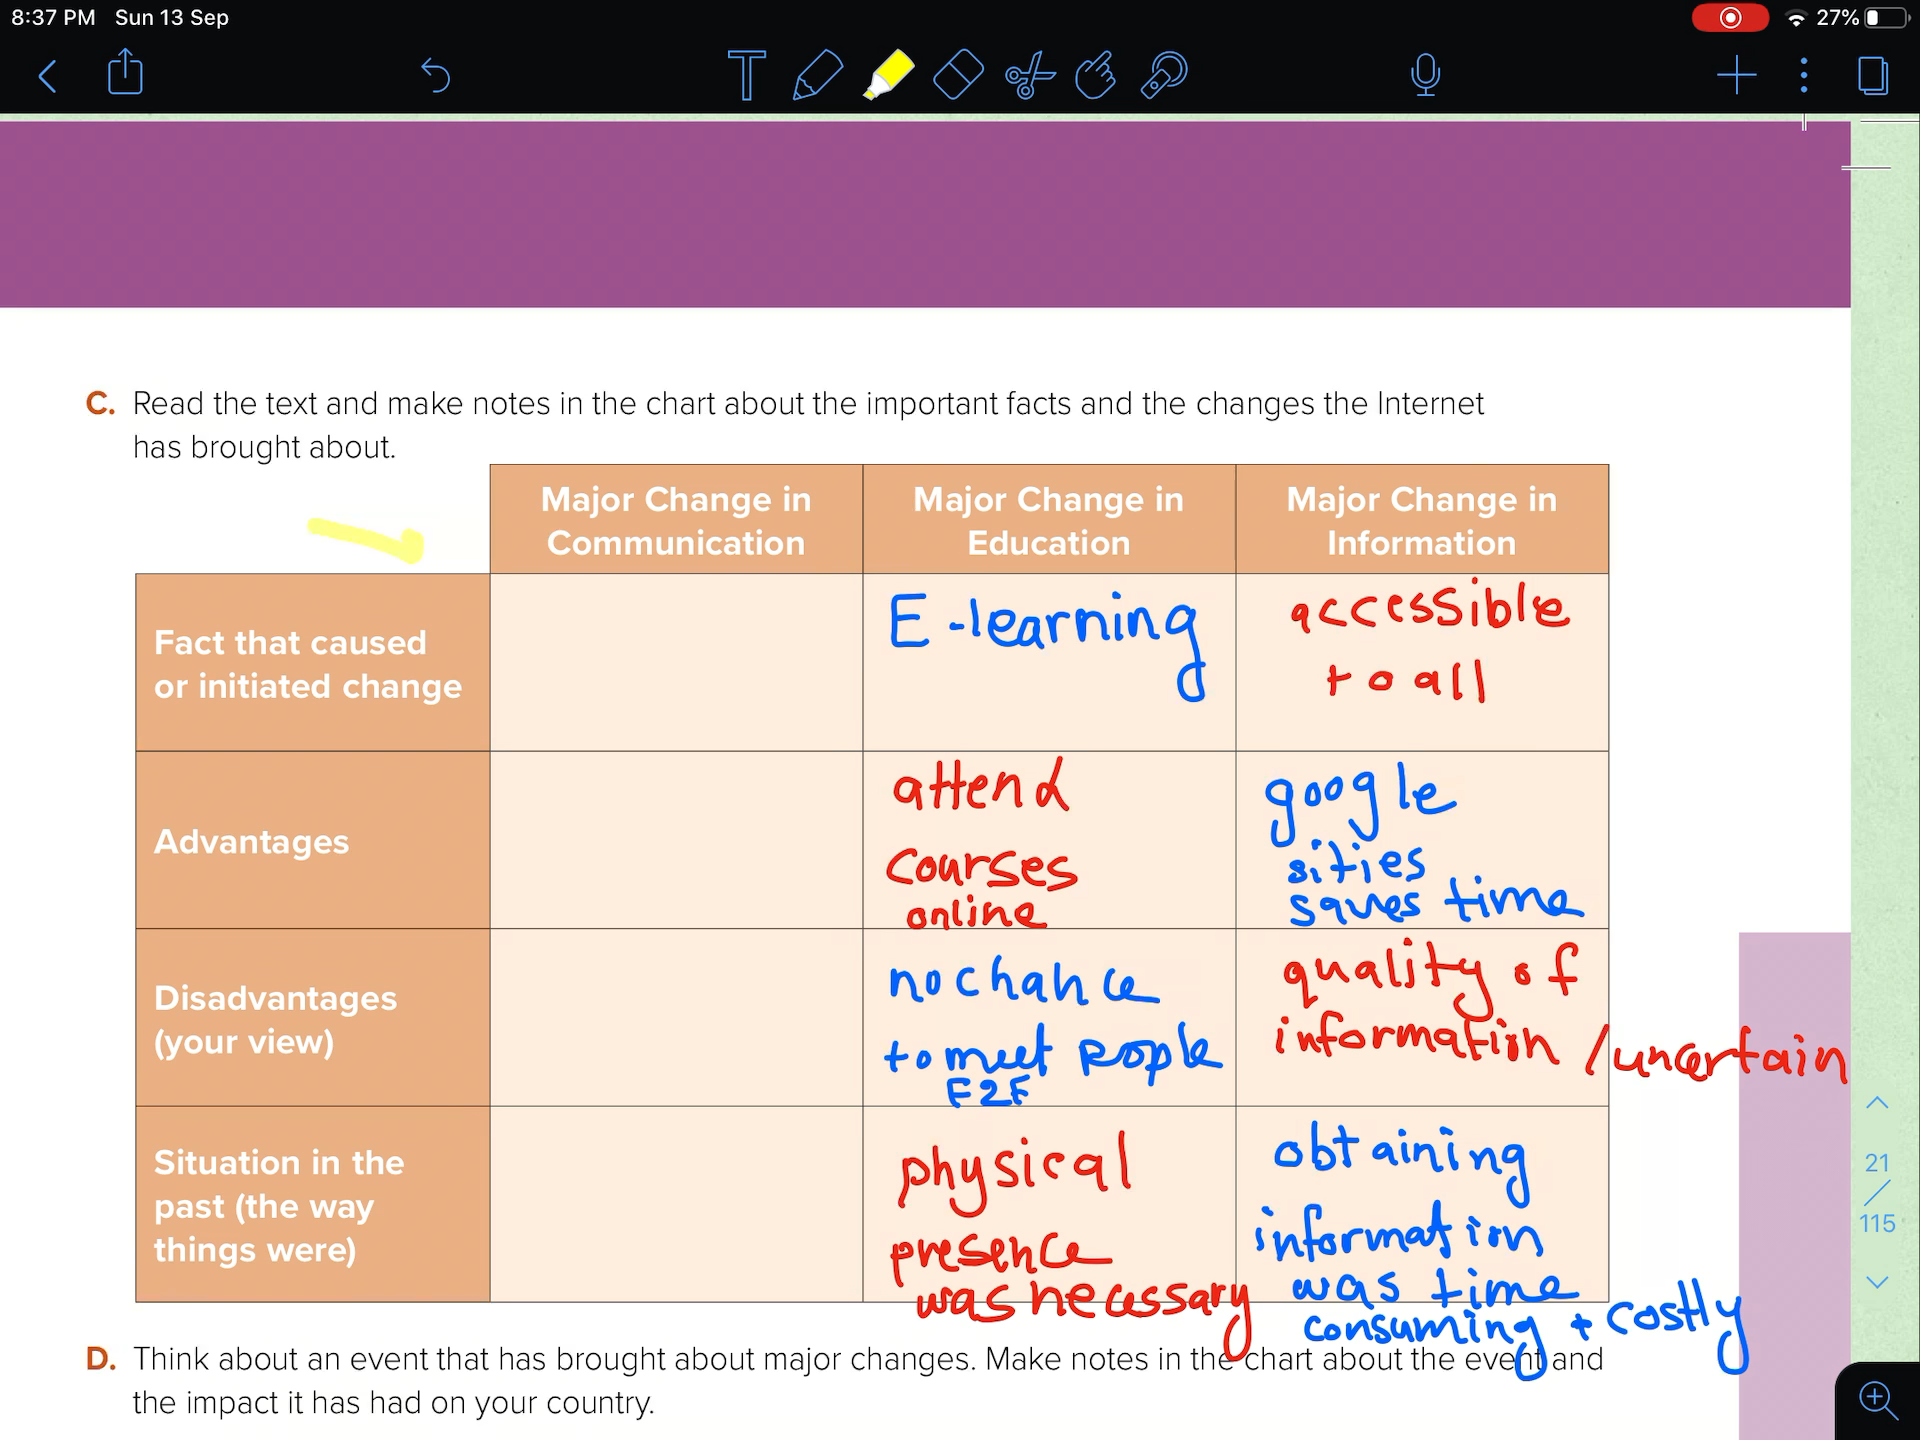 8:37 PM Sun 13 Sep
27%
C. Read the text and make notes in the chart about the important facts and the changes the Internet
has brought about.
Major Change in
Communication
Major Change in
Education
Major Change in
Information
Fact that caused
or initiated change
E-learning
accessible
to all
Advantages
attend
courses
online
google
sities
saves time
Disadvantages
(your view)
no chance
to meet people
F2F
quality of
information / uncertain
Situation in the
past (the way
things were)
physical
presence
was necessary
obtaining
information
was time
consuming + costly
D. Think about an event that has brought about major changes. Make notes in the chart about the event and
the impact it has had on your country.
21
/
115